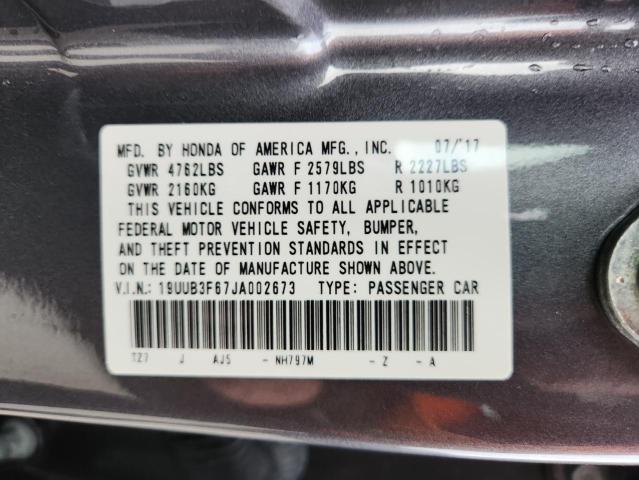 MFD. BY HONDA OF AMERICA MFG., INC. 07/'17
GVWR 4762LBS GAWR F 2579LBS R 2227LBS
GVWR 2160KG GAWR F 1170KG R 1010KG
THIS VEHICLE CONFORMS TO ALL APPLICABLE
FEDERAL MOTOR VEHICLE SAFETY, BUMPER,
AND THEFT PREVENTION STANDARDS IN EFFECT
ON THE DATE OF MANUFACTURE SHOWN ABOVE.
V.I.N.: 19UUB3F67JA002673 TYPE: PASSENGER CAR
TZ7 J AJ5 - NH797M - Z - A